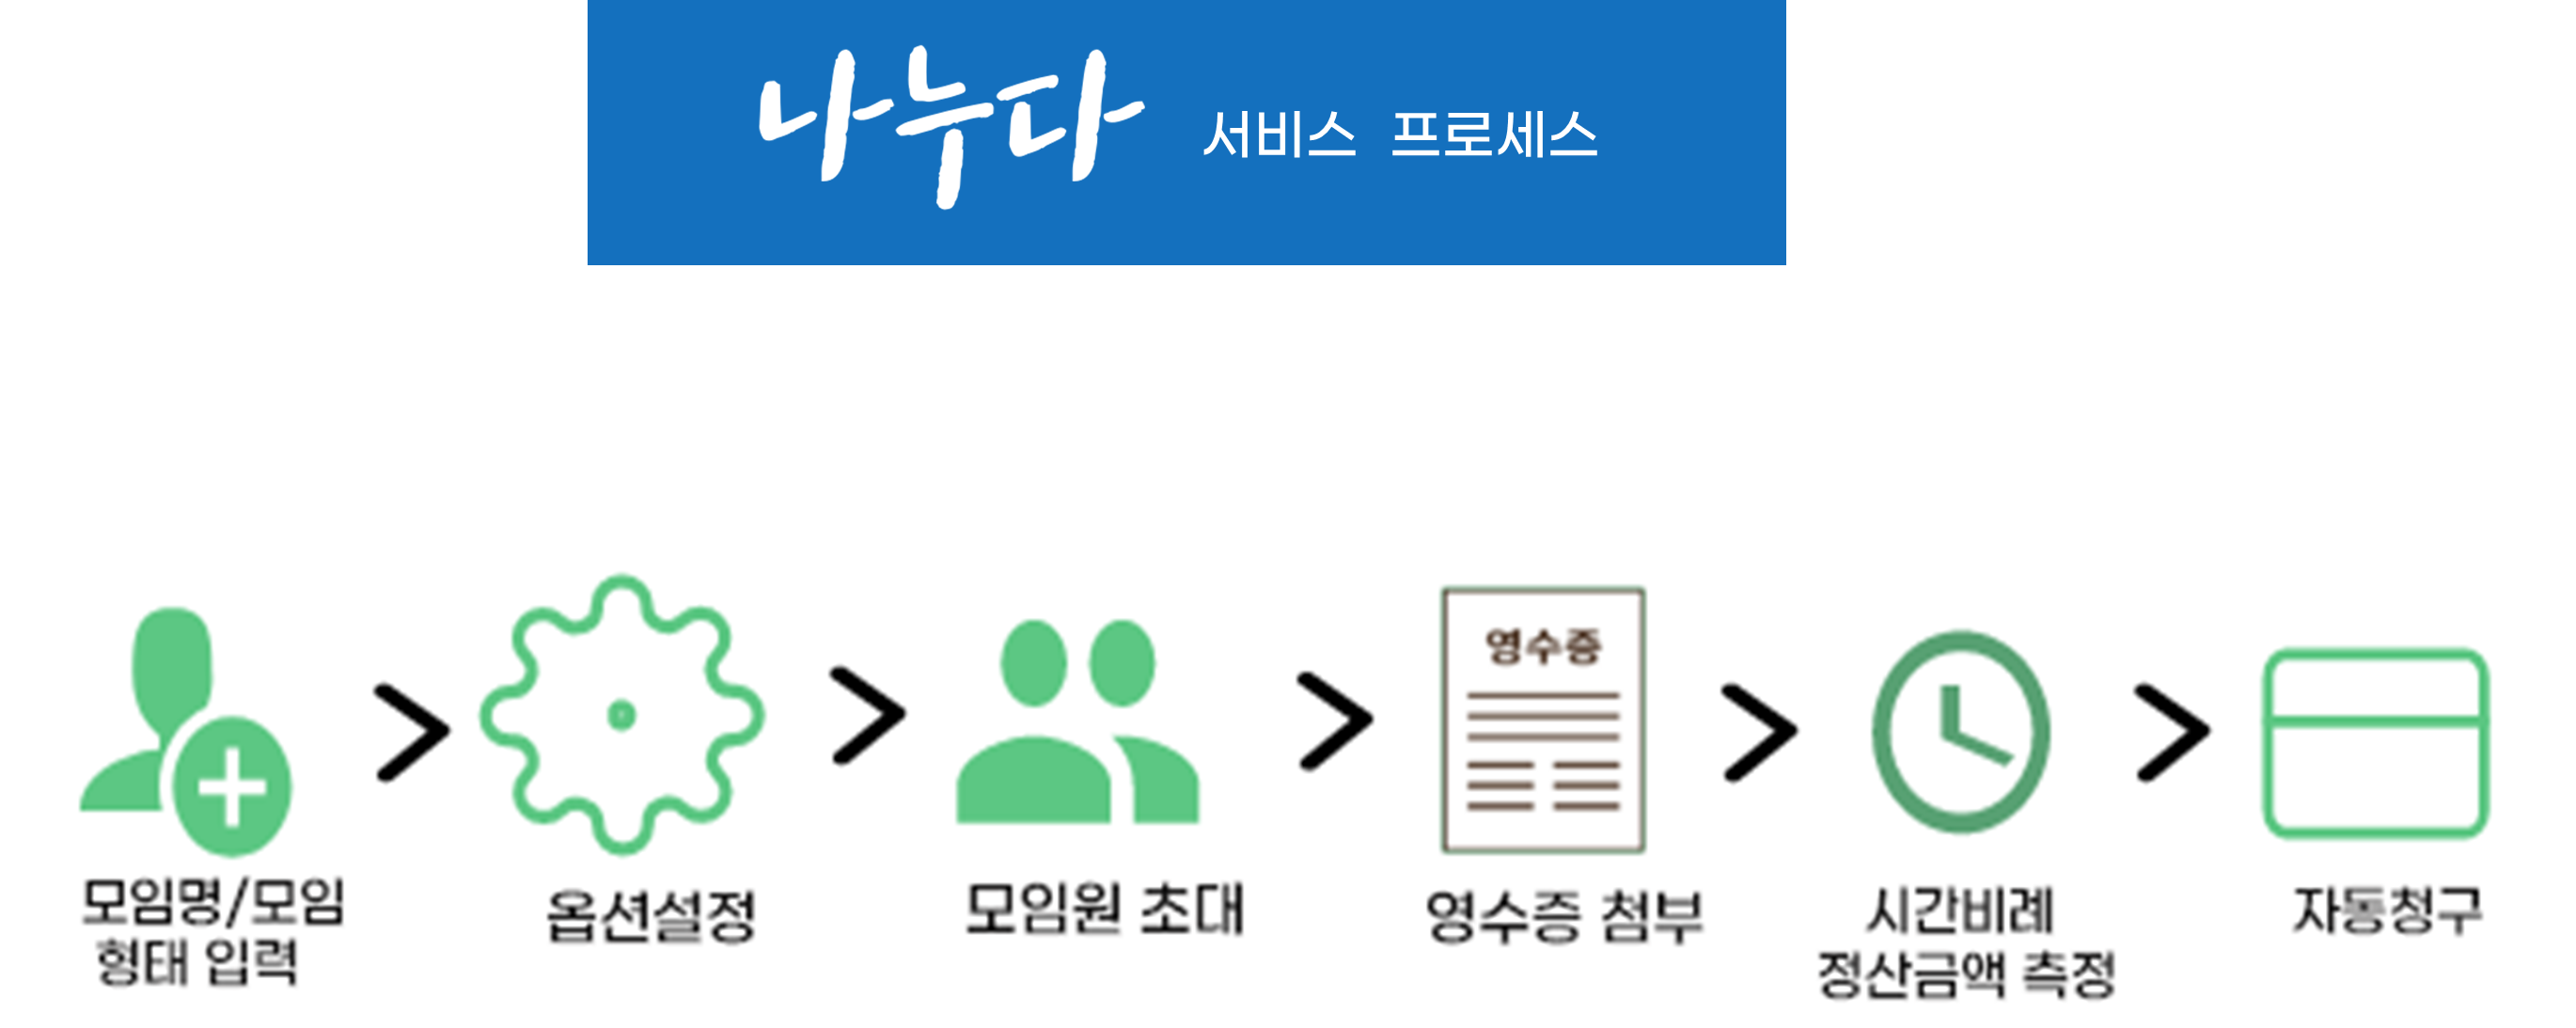 나누다 서비스 프로세스
영수증
모임명/모임
형태 입력
옵션설정
모임원 초대
영수증 첨부
시간비례
정산금액 측정
자동청구